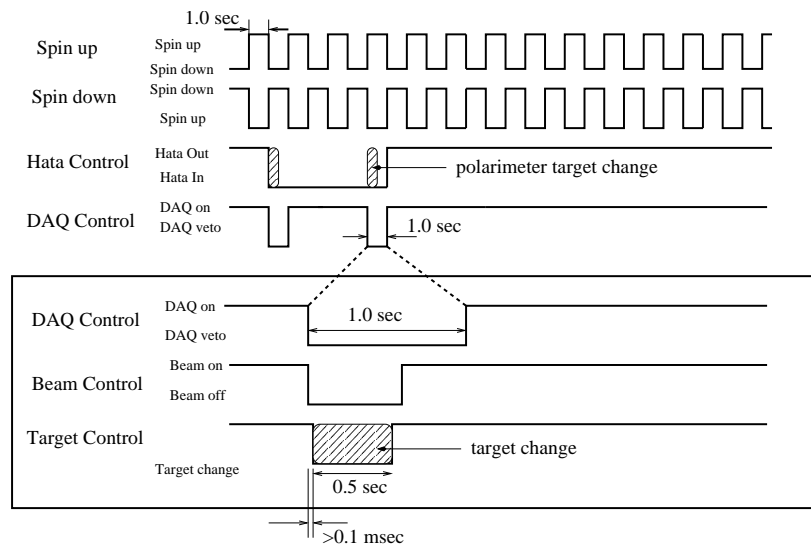 1.0 sec
Spin up
Spin up
Spin down
Spin down
Spin down
Spin up
Hata Control
Hata Out
Hata In
polarimeter target change
DAQ Control
DAQ on
DAQ veto
1.0 sec
DAQ Control
DAQ on
DAQ veto
1.0 sec
Beam Control
Beam on
Beam off
Target Control
Target change
target change
0.5 sec
>0.1 msec